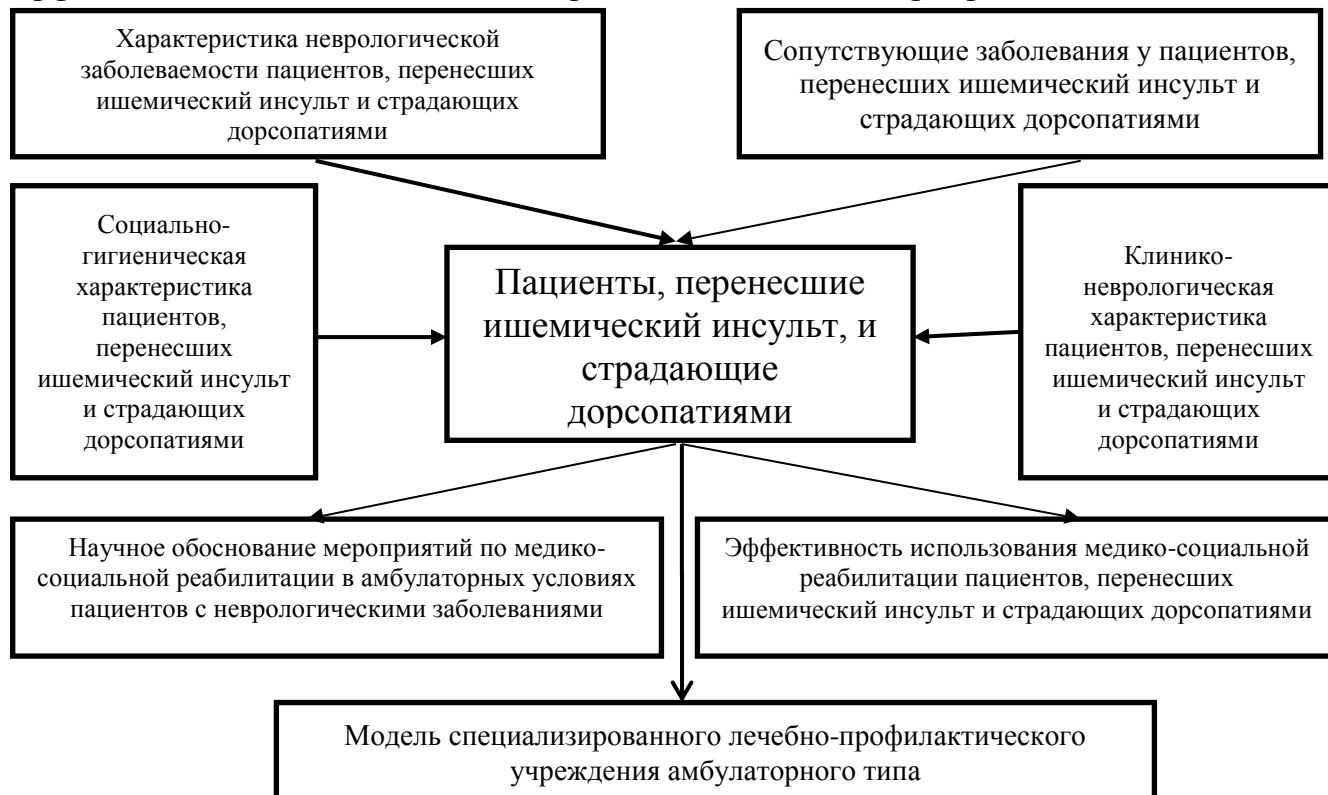 Характеристика неврологической
заболеваемости пациентов, перенесших
ишемический инсульт и страдающих
дорсопатиями
Сопутствующие заболевания у пациентов,
перенесших ишемический инсульт и
страдающих дорсопатиями
Социально-
гигиеническая
характеристика
пациентов,
перенесших
ишемический инсульт
и страдающих
дорсопатиями
Пациенты, перенесшие
ишемический инсульт, и
страдающие
дорсопатиями
Клинико-
неврологическая
характеристика
пациентов, перенесших
ишемический инсульт
и страдающих
дорсопатиями
Научное обоснование мероприятий по медико-
социальной реабилитации в амбулаторных условиях
пациентов с неврологическими заболеваниями
Эффективность использования медико-социальной
реабилитации пациентов, перенесших
ишемический инсульт и страдающих дорсопатиями
Модель специализированного лечебно-профилактического
учреждения амбулаторного типа